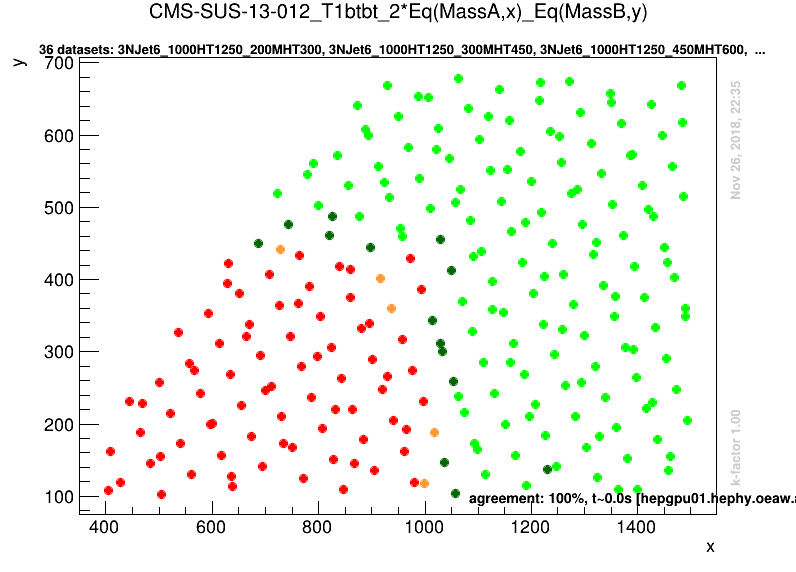 CMS-SUS-13-012_T1btbt_2*Eq(MassA,x)_Eq(MassB,y)
36 datasets: 3NJet6_1000HT1250_200MHT300, 3NJet6_1000HT1250_300MHT450, 3NJet6_1000HT1250_450MHT600, ...
y
700
600
500
400
300
200
100
Nov 26, 2018, 22:35
k-factor 1.00
agreement: 100%, t~0.0s [hepgpu01.hephy.oeaw.a
400 600 800 1000 1200 1400
x